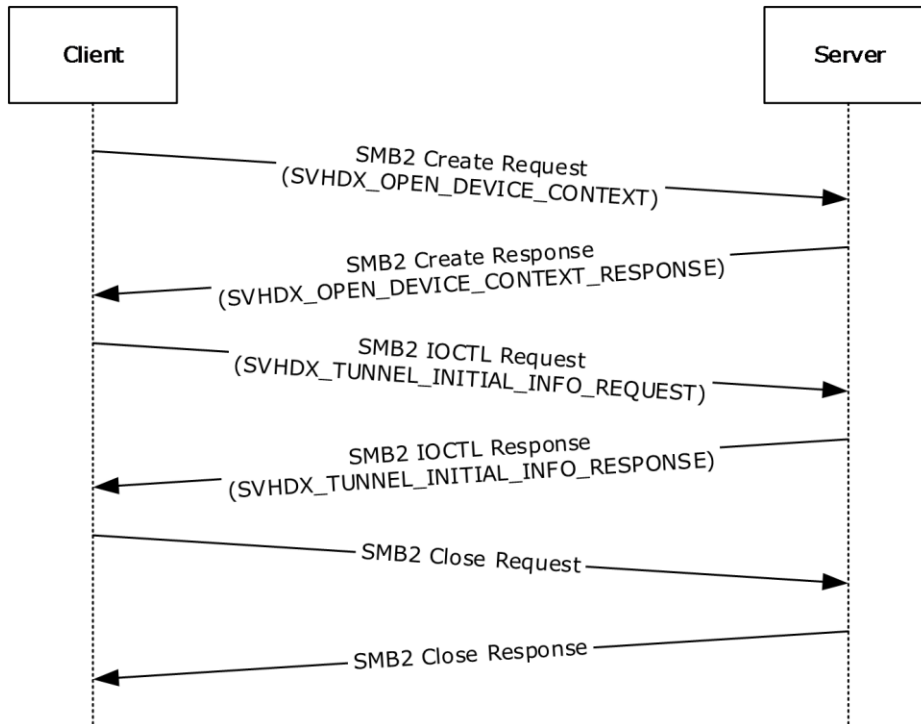 Client
Server
SMB2 Create Request
(SVHDX_OPEN_DEVICE_CONTEXT)
SMB2 Create Response
(SVHDX_OPEN_DEVICE_CONTEXT_RESPONSE)
SMB2 IOCTL Request
(SVHDX_TUNNEL_INITIAL_INFO_REQUEST)
SMB2 IOCTL Response
(SVHDX_TUNNEL_INITIAL_INFO_RESPONSE)
SMB2 Close Request
SMB2 Close Response